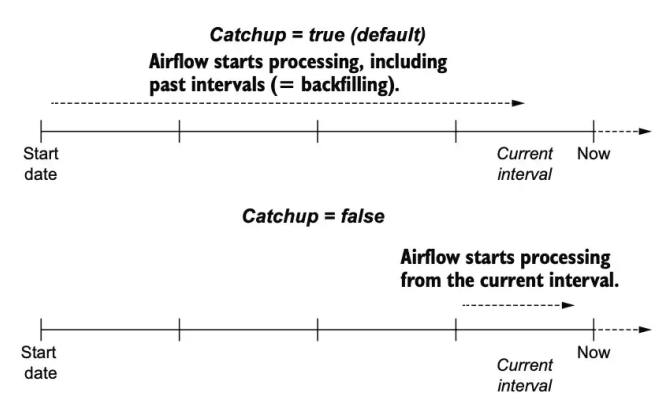 Catchup = true (default)
Airflow starts processing, including
past intervals (= backfilling).
Start
date
Current
interval
Now
Catchup = false
Airflow starts processing
from the current interval.
Start
date
Current
interval
Now